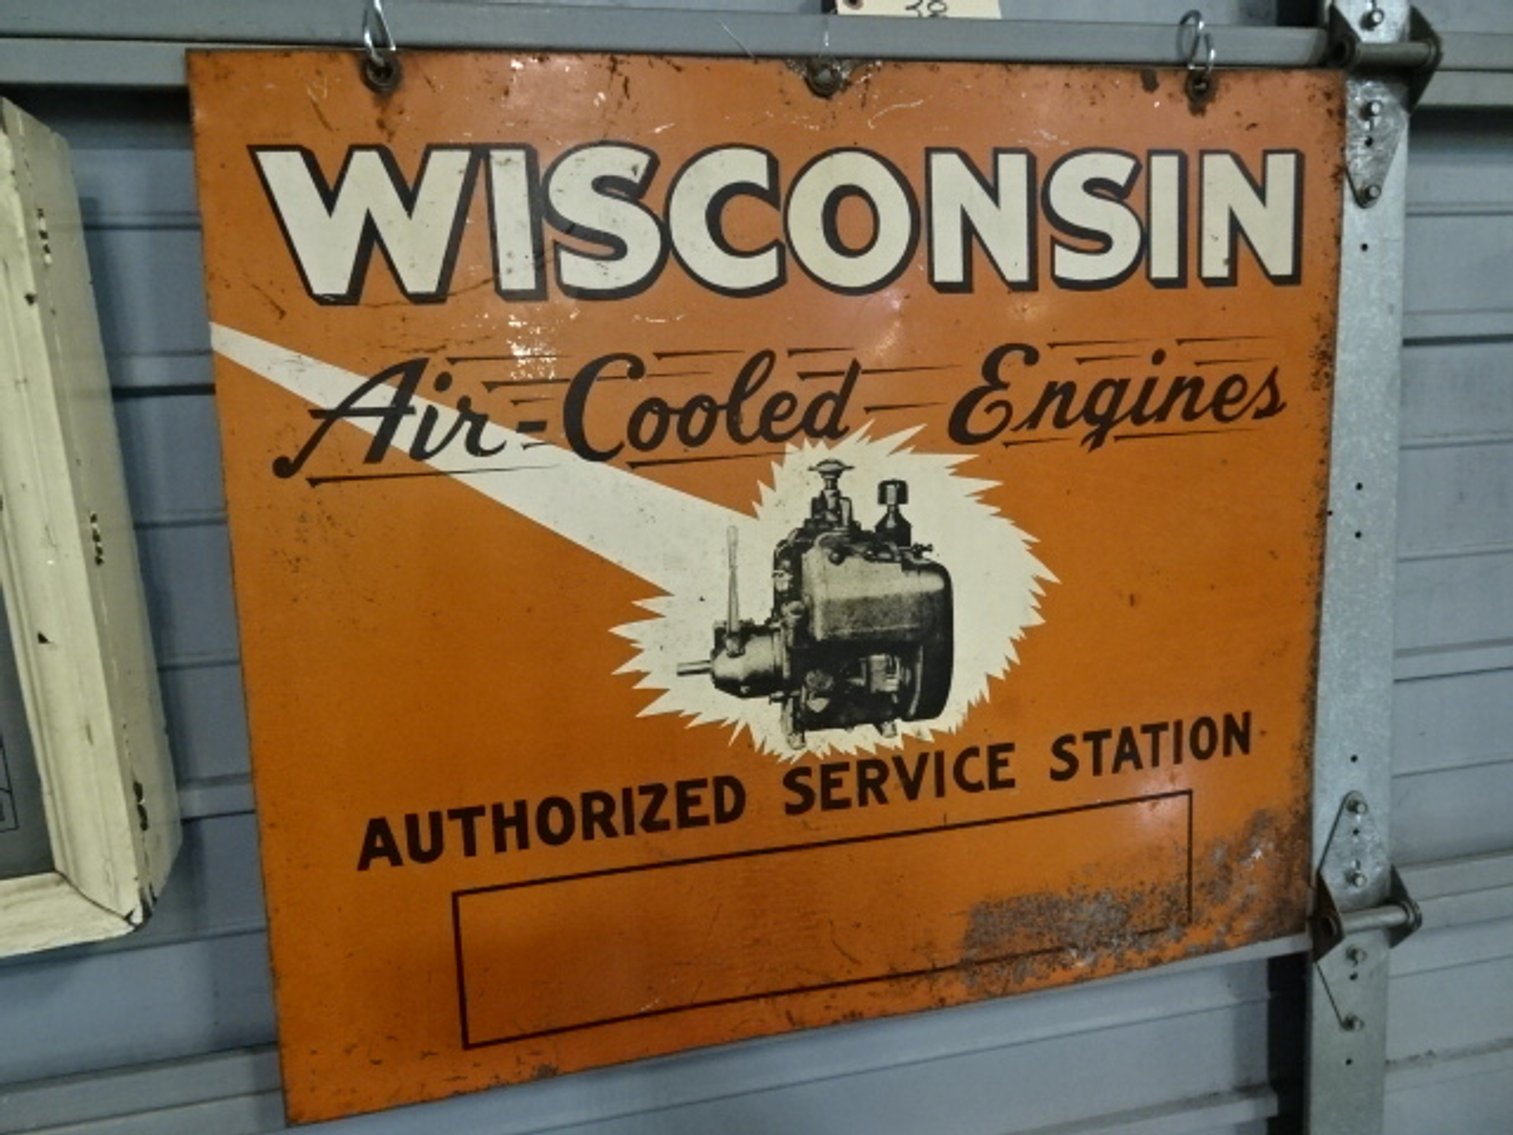 WISCONSIN
Air-Cooled Engines
AUTHORIZED SERVICE STATION